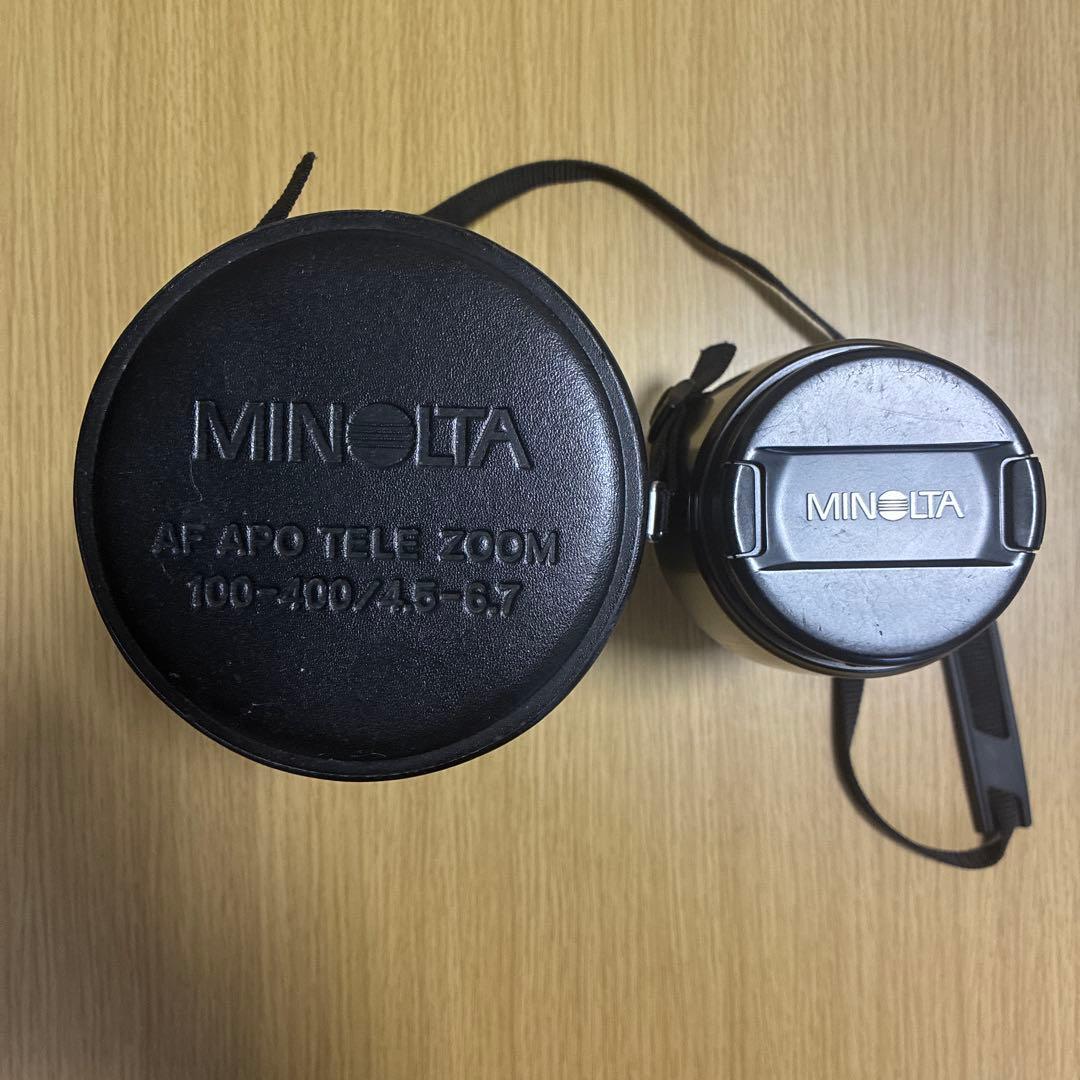 MINOLTA
AF APO TELE ZOOM
100-400/4.5-6.7
MINOLTA